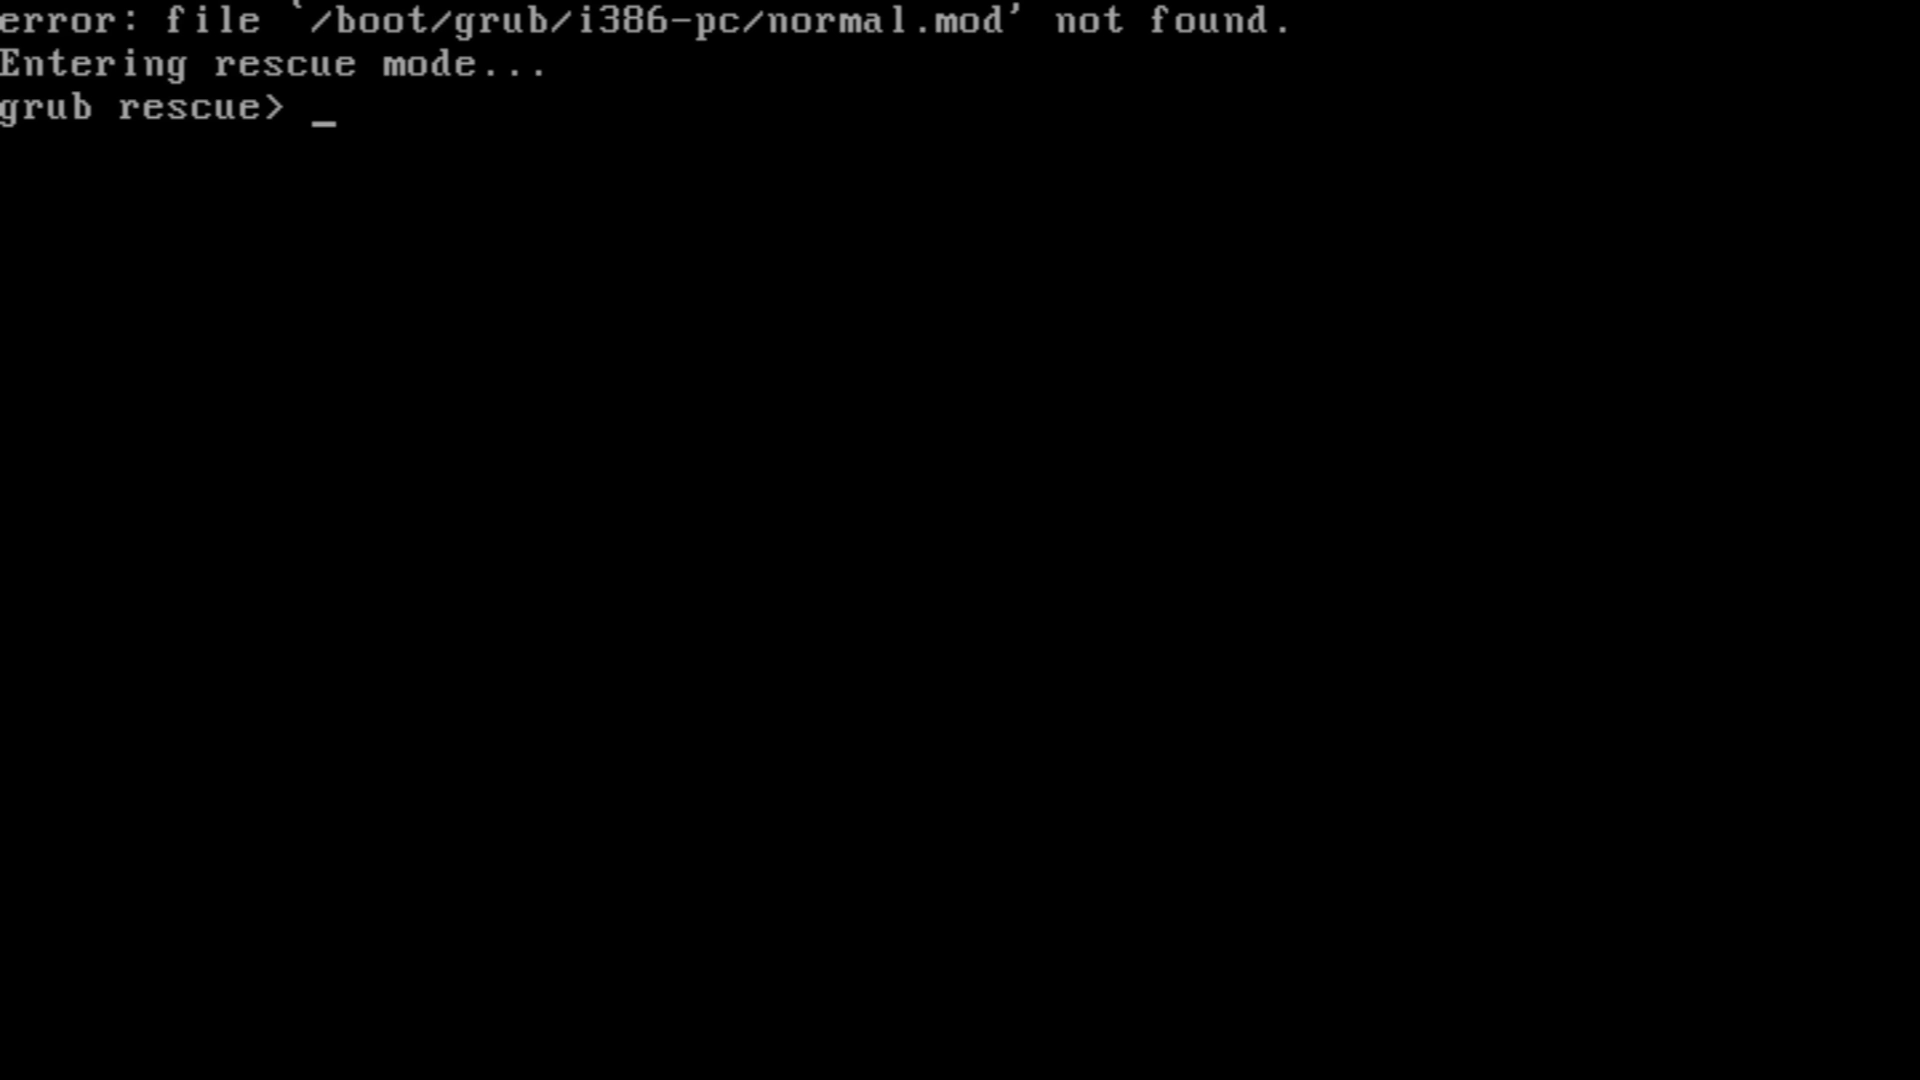 error: file `/boot/grub/i386-pc/normal.mod' not found.
Entering rescue mode...
grub rescue> _